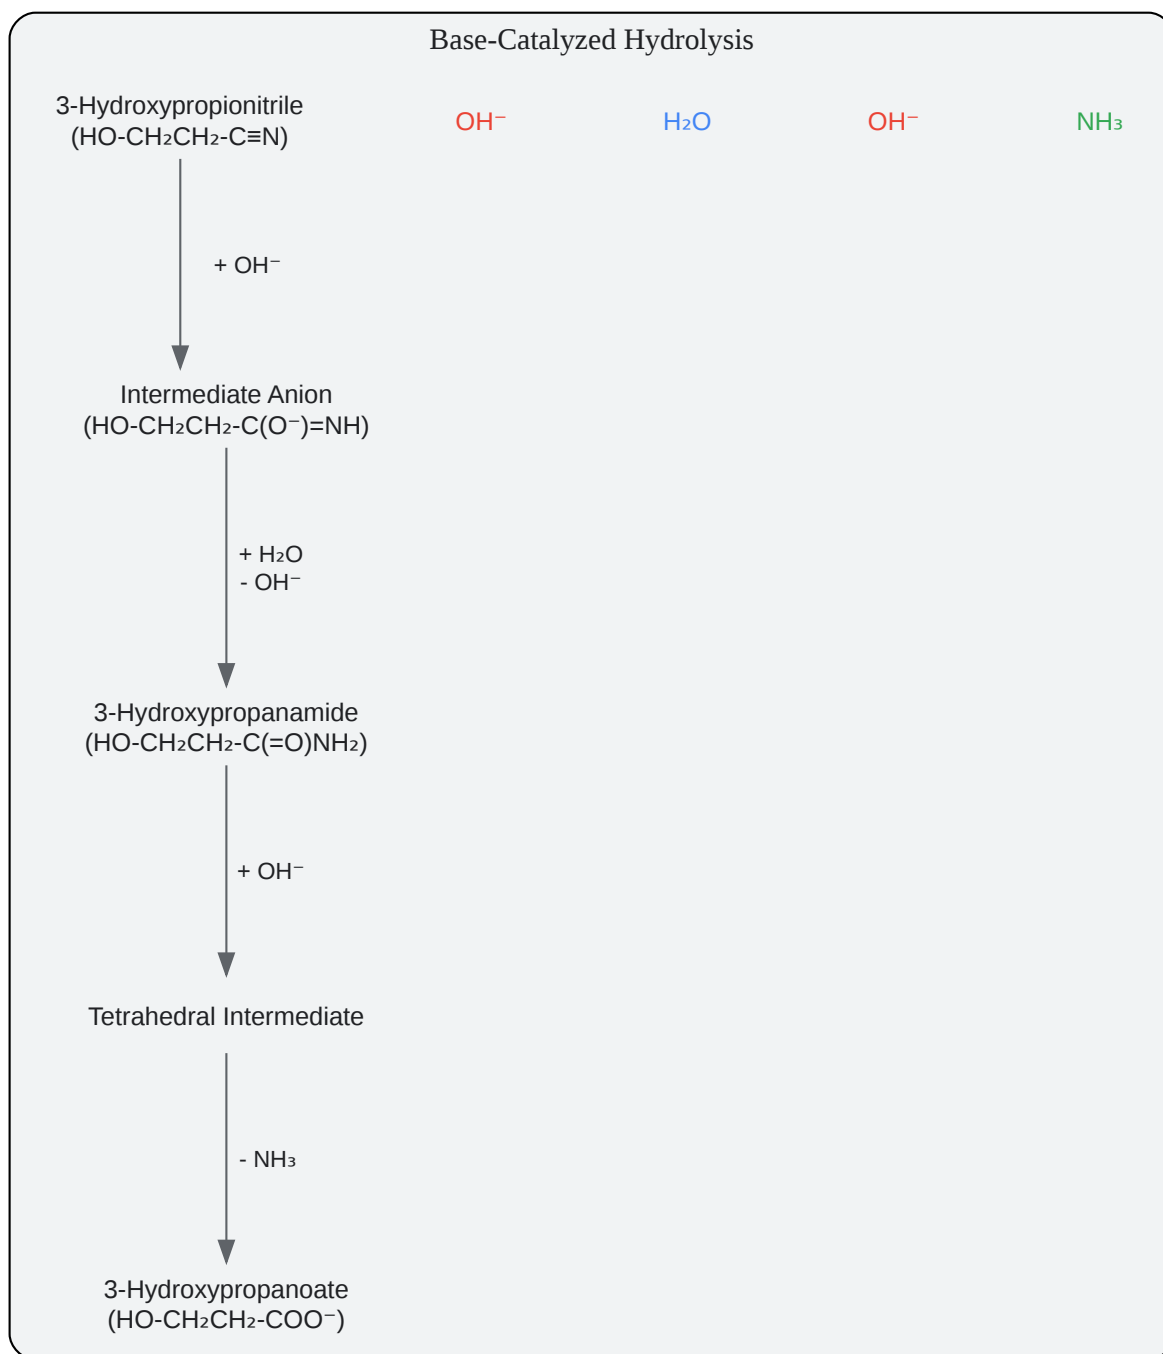 Base-Catalyzed Hydrolysis
3-Hydroxypropionitrile
(HO-CH₂CH₂-C≡N)
OH⁻
H₂O
OH⁻
NH₃
+ OH⁻
Intermediate Anion
(HO-CH₂CH₂-C(O⁻)=NH)
+ H₂O
- OH⁻
3-Hydroxypropanamide
(HO-CH₂CH₂-C(=O)NH₂)
+ OH⁻
Tetrahedral Intermediate
- NH₃
3-Hydroxypropanoate
(HO-CH₂CH₂-COO⁻)